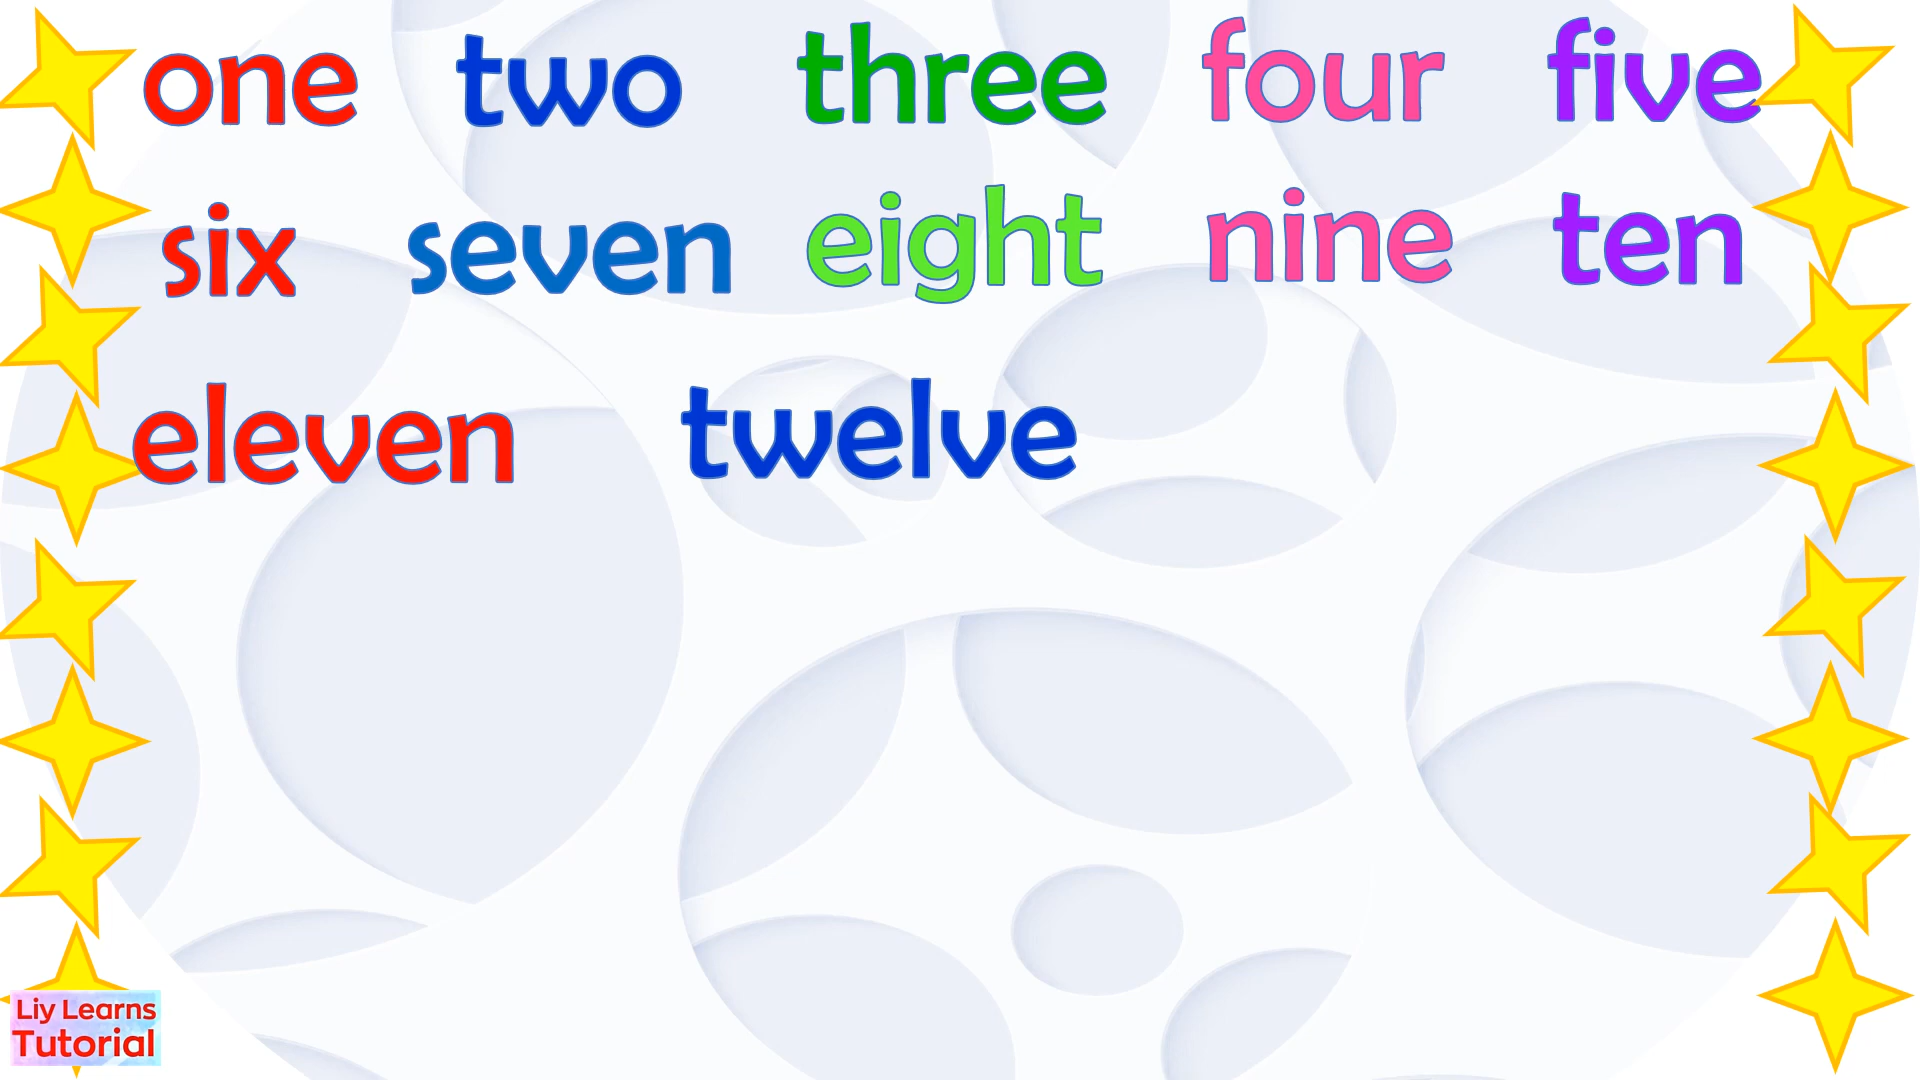 one two three four five
six seven eight nine ten
eleven twelve
Liy Learns
Tutorial